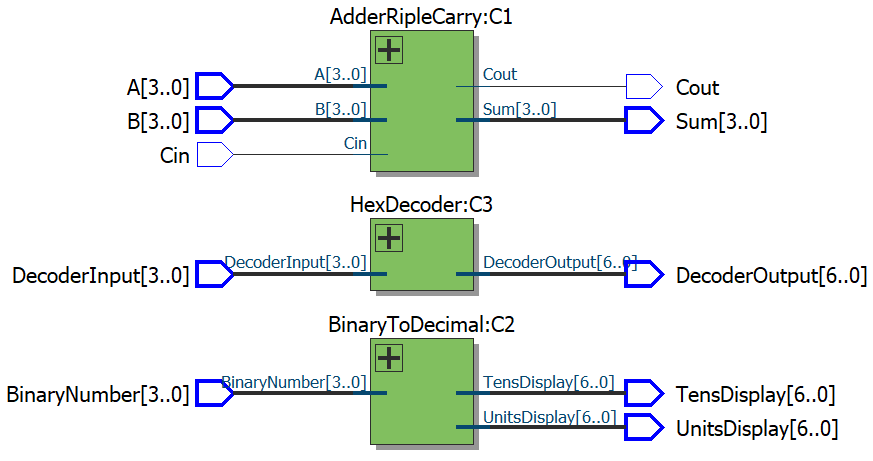 AdderRipleCarry:C1
A[3..0] A[3..0] Cout Cout
B[3..0] B[3..0] Sum[3..0] Sum[3..0]
Cin Cin
HexDecoder:C3
DecoderInput[3..0] DecoderInput[3..0] DecoderOutput[6..0] DecoderOutput[6..0]
BinaryToDecimal:C2
BinaryNumber[3..0] BinaryNumber[3..0] TensDisplay[6..0] TensDisplay[6..0]
UnitsDisplay[6..0] UnitsDisplay[6..0]